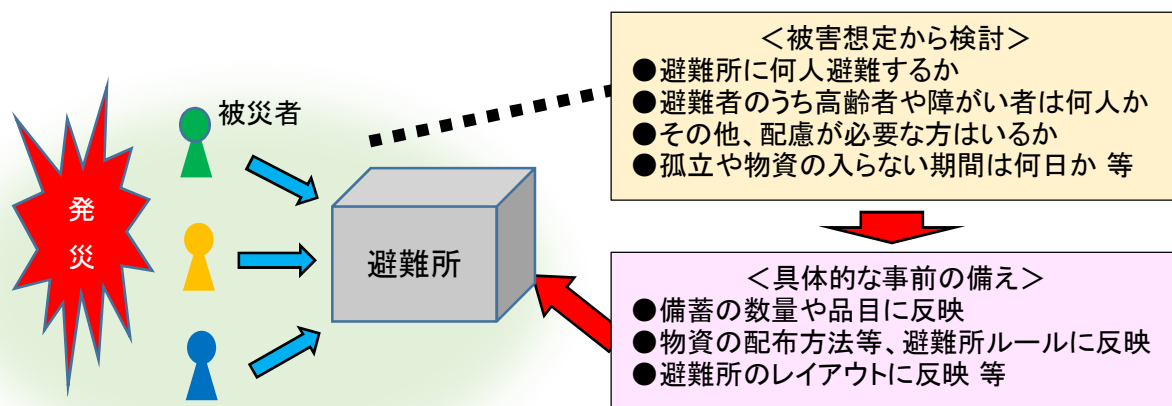 ＜被害想定から検討＞
●避難所に何人避難するか
●避難者のうち高齢者や障がい者は何人か
●その他、配慮が必要な方はいるか
●孤立や物資の入らない期間は何日か 等
被災者
発
災
避難所
＜具体的な事前の備え＞
●備蓄の数量や品目に反映
●物資の配布方法等、避難所ルールに反映
●避難所のレイアウトに反映 等